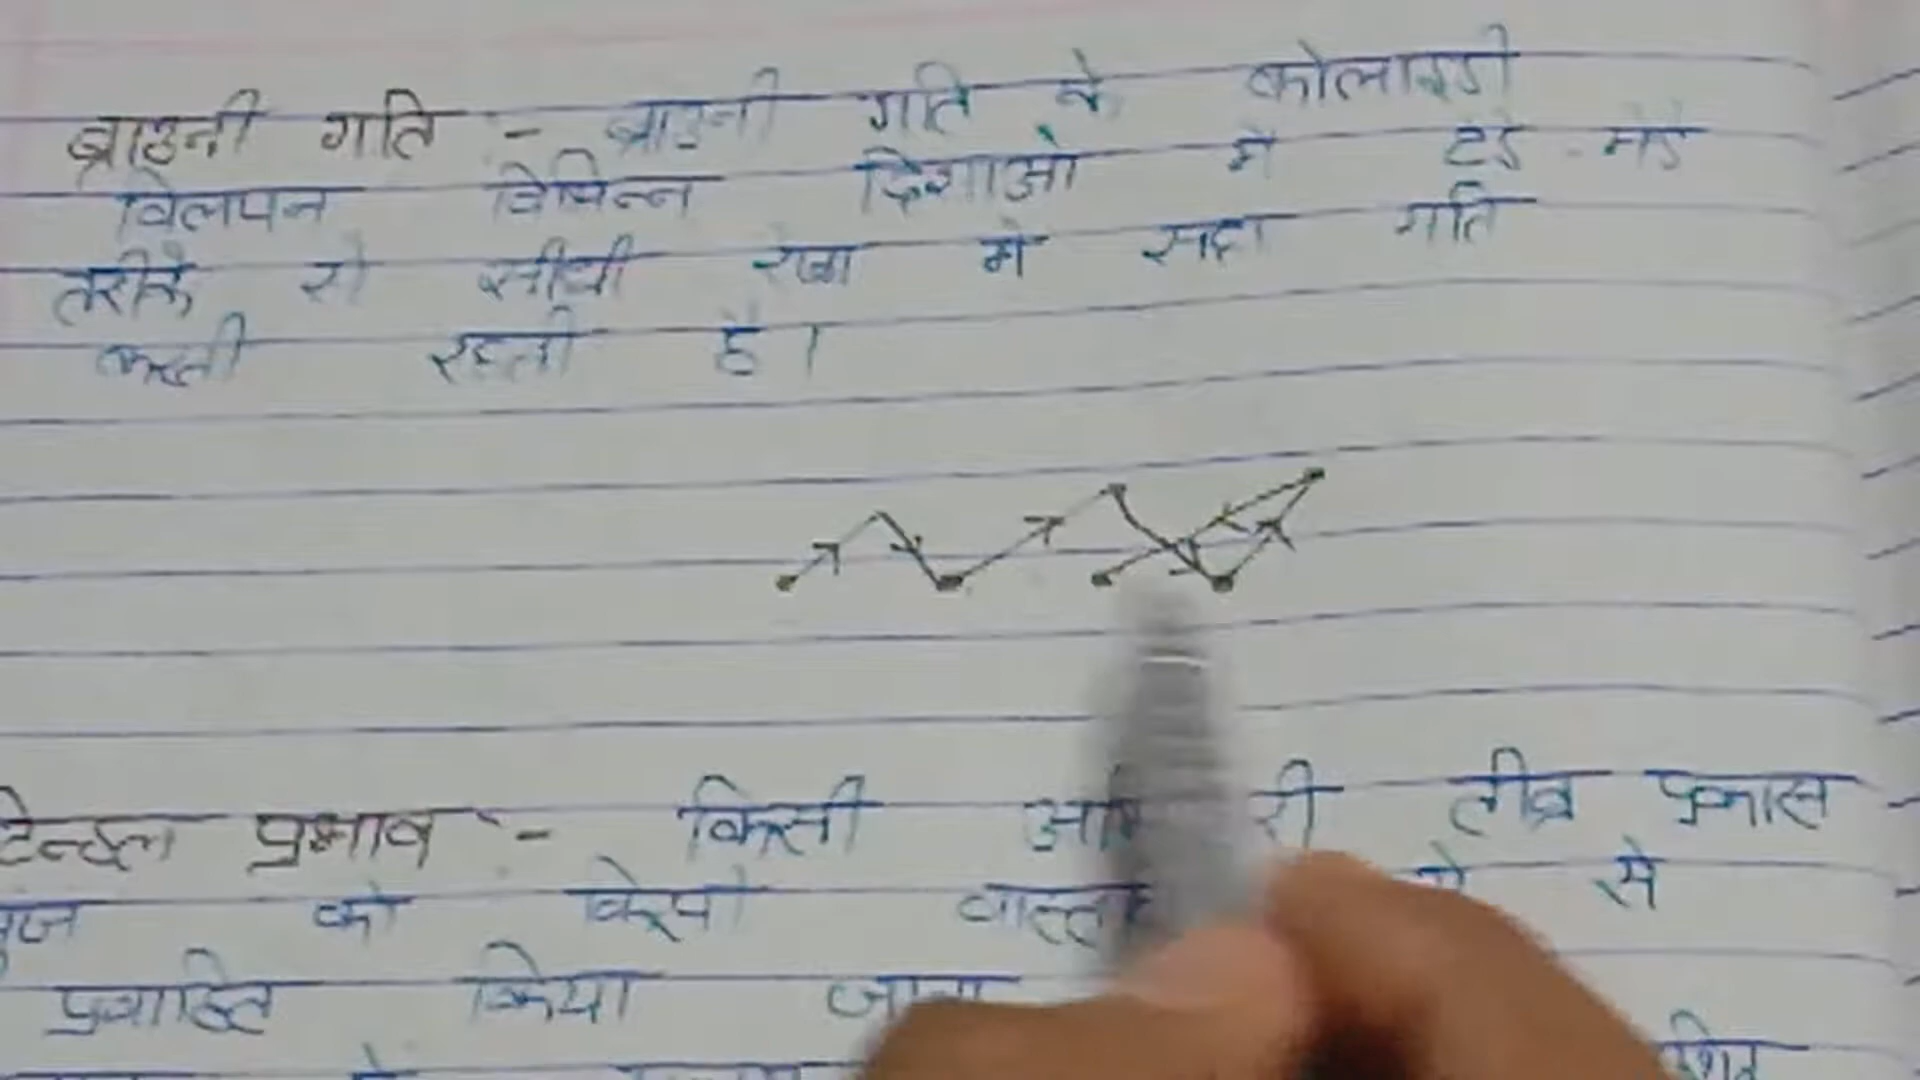 ब्राउनी गति :- ब्राउनी गति के कोलाइडी
विलयन विभिन्न दिशाओं में टेडे-मेडे
तरीके से सीधी रेखा में सदा गति
करती रहती है।
टिन्डल प्रभाव :- किसी तीव्र प्रकास
पुंज को किसी से
प्रवाहित किया जाता